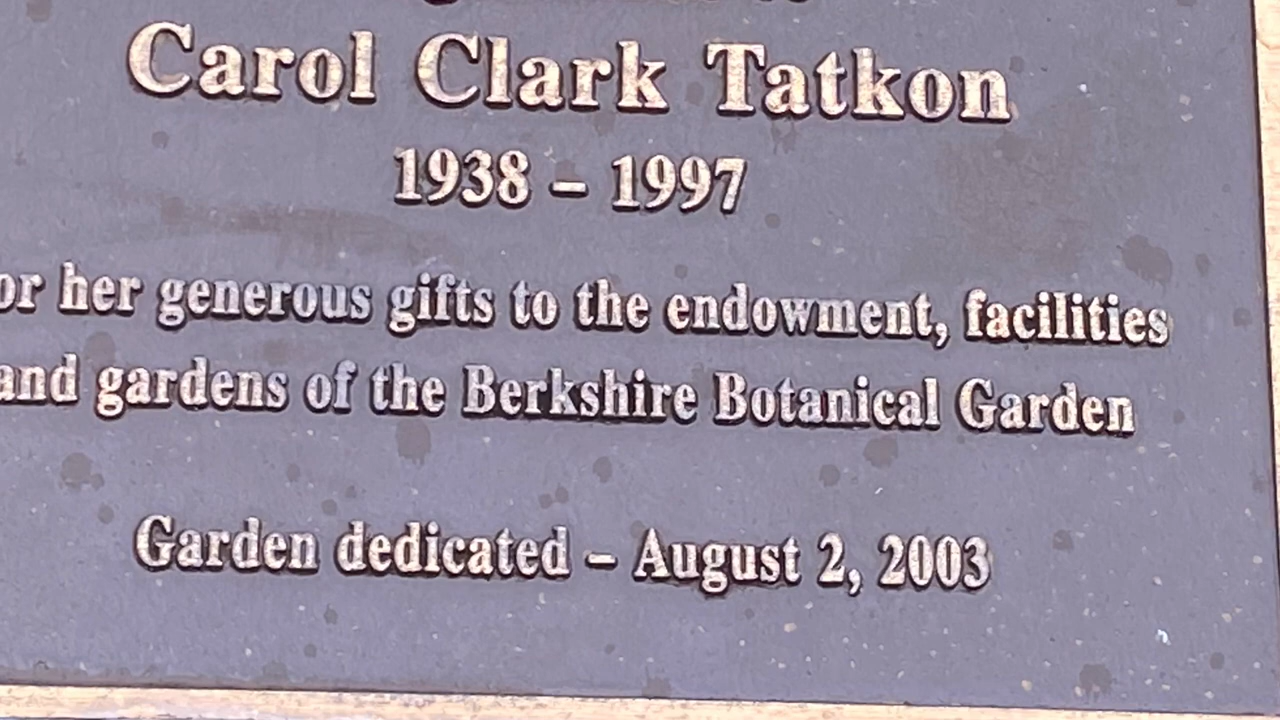 Carol Clark Tatkon
1938 – 1997
or her generous gifts to the endowment, facilities
and gardens of the Berkshire Botanical Garden
Garden dedicated – August 2, 2003